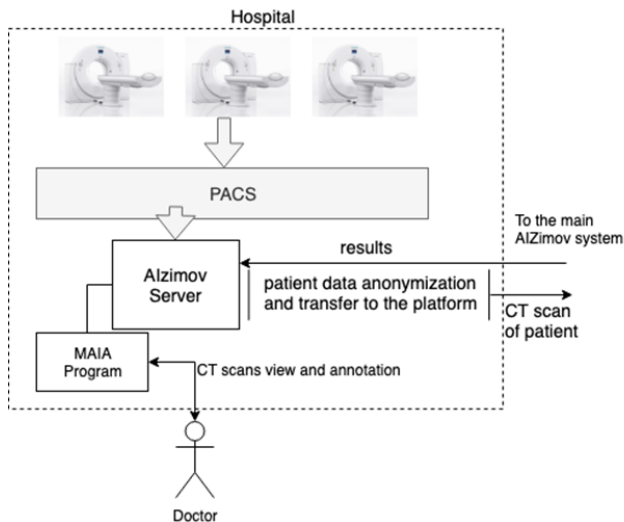 Hospital
PACS
To the main
AIZimov system
results
AIzimov
Server
patient data anonymization
and transfer to the platform
CT scan
of patient
MAIA
Program
CT scans view and annotation
Doctor